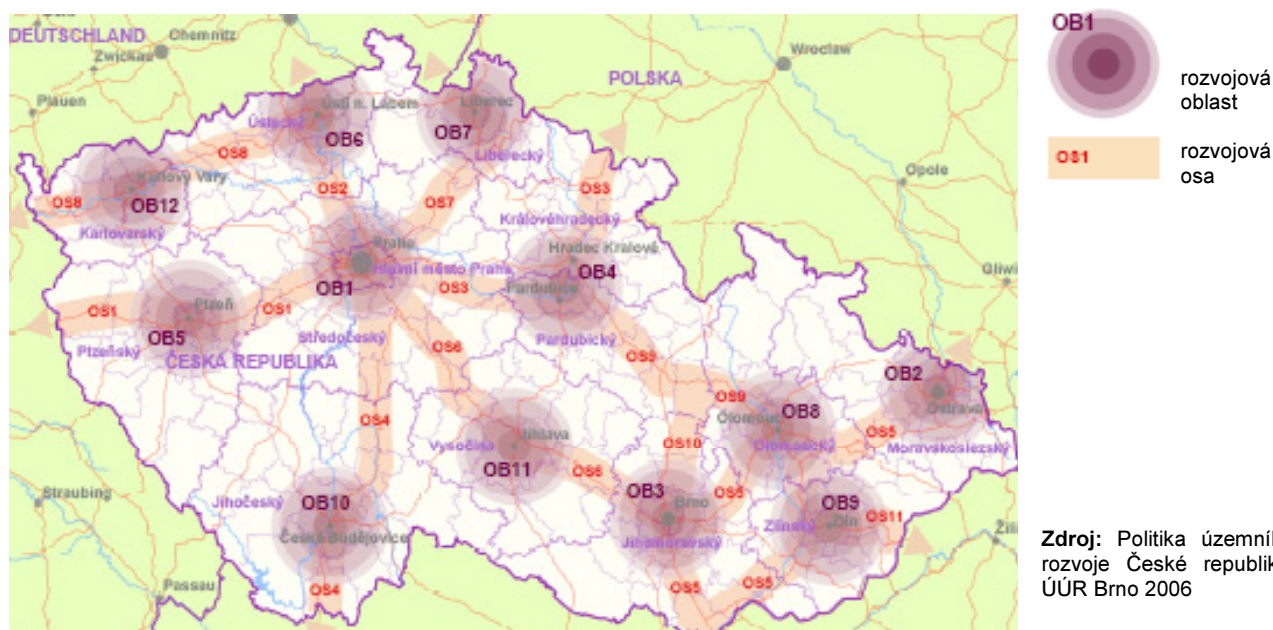 DEUTSCHLAND
Chemnitz
Zwickau
Plauen
Wroclaw
POLSKA
Ústí n. Labem
Liberec
Ústecký
OB6
OB7
Liberecký
OS8
Karlovy Vary
OS2
OS7
OS3
Opole
OS8
OB12
Karlovarský
Královéhradecký
Praha
Hradec Králové
Hlavní město Praha
OB4
OB1
OS3
Pardubice
Gliwi
OS1
Plzeň
OS1
OB5
Středočeský
OS6
Pardubický
Plzeňský
ČESKÁ REPUBLIKA
OS9
OB2
OS9
Ostrava
OB8
Olomouc
OS4
OS5
Vysočina
Jihlava
OS10
Olomoucký
Moravskoslezský
OB11
OS6
Straubing
Jihočeský
OB10
OB3
Brno
OS5
OB9
Zlín
OS11
České Budějovice
Zlínský
Žili
Jihomoravský
Passau
OS4
OS5
OS5
OB1
rozvojová
oblast
OS1
rozvojová
osa
Zdroj: Politika územní
rozvoje České republik
ÚÚR Brno 2006